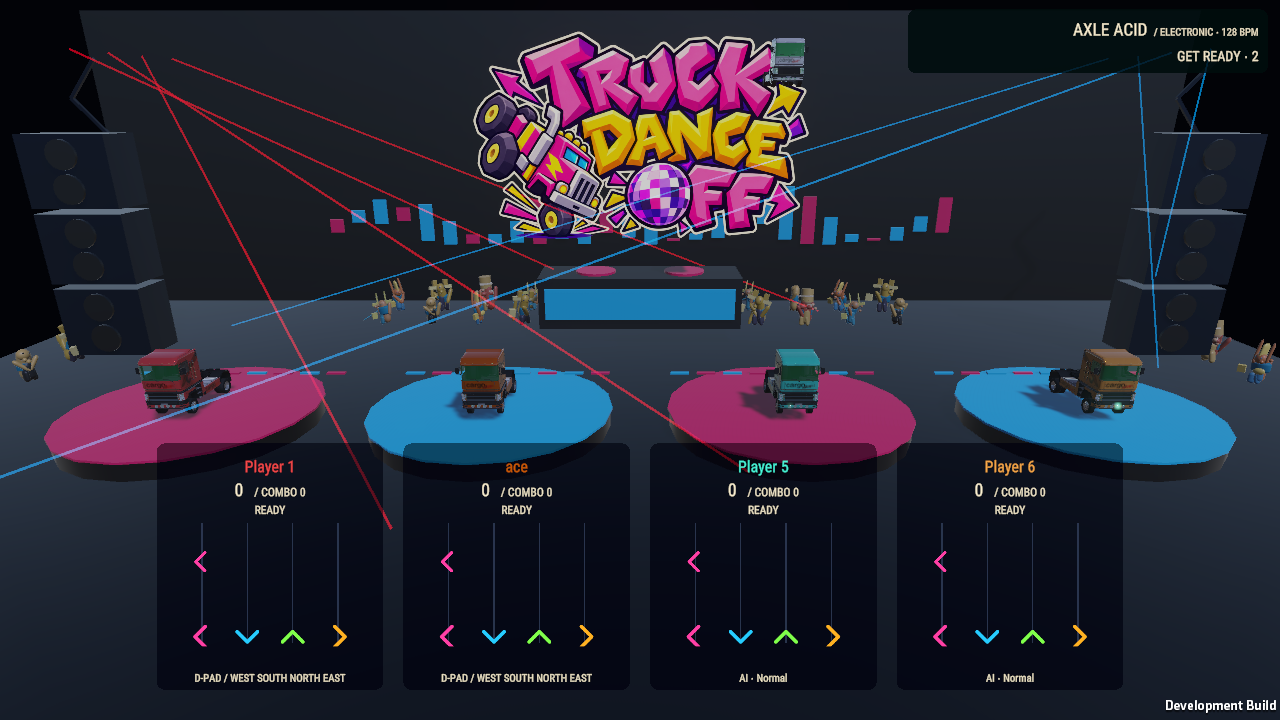 AXLE ACID / ELECTRONIC · 128 BPM
GET READY · 2
TRUCK
DANCE
OFF
Player 1
0 / COMBO 0
READY
D-PAD / WEST SOUTH NORTH EAST
ace
0 / COMBO 0
READY
D-PAD / WEST SOUTH NORTH EAST
Player 5
0 / COMBO 0
READY
AI · Normal
Player 6
0 / COMBO 0
READY
AI · Normal
Development Build